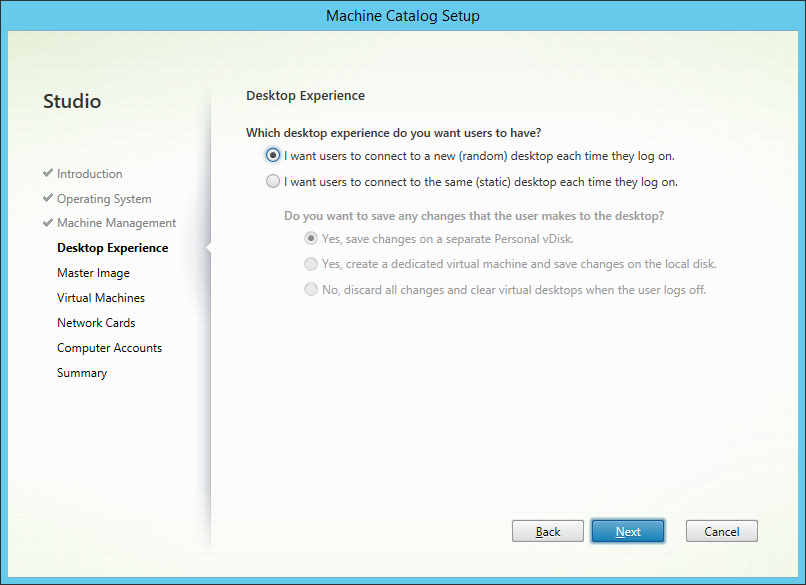 Machine Catalog Setup
Studio
Introduction
Operating System
Machine Management
Desktop Experience
Master Image
Virtual Machines
Network Cards
Computer Accounts
Summary
Desktop Experience
Which desktop experience do you want users to have?
I want users to connect to a new (random) desktop each time they log on.
I want users to connect to the same (static) desktop each time they log on.
Do you want to save any changes that the user makes to the desktop?
Yes, save changes on a separate Personal vDisk.
Yes, create a dedicated virtual machine and save changes on the local disk.
No, discard all changes and clear virtual desktops when the user logs off.
Back Next Cancel